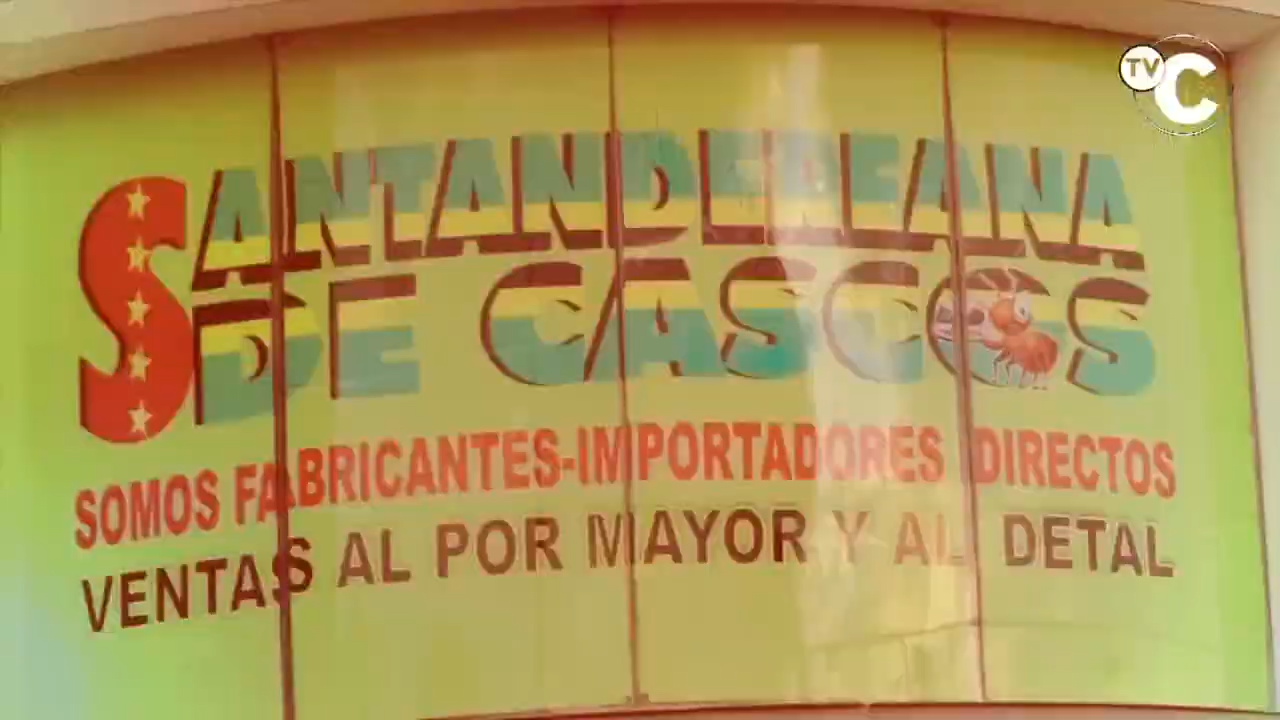 TV C
SANTANDEREANA
DE CASCOS
SOMOS FABRICANTES-IMPORTADORES DIRECTOS
VENTAS AL POR MAYOR Y AL DETAL